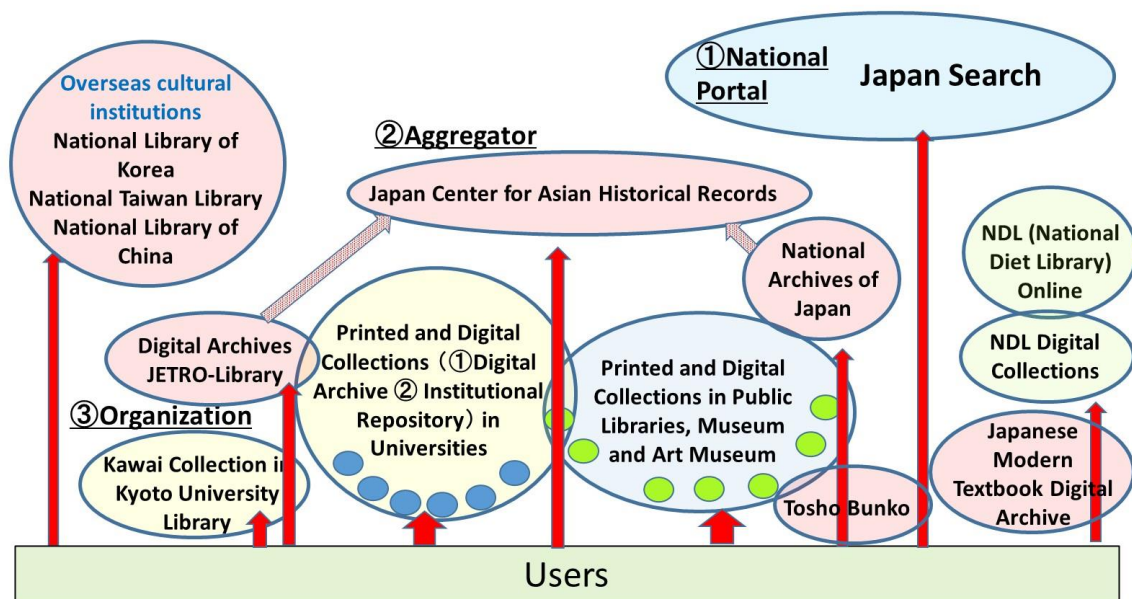 ①National
Portal
Japan Search
Overseas cultural
institutions
National Library of
Korea
National Taiwan Library
National Library of
China
②Aggregator
Japan Center for Asian Historical Records
National
Archives of
Japan
NDL (National
Diet Library)
Online
Digital Archives
JETRO-Library
Printed and Digital
Collections（①Digital
Archive ② Institutional
Repository）in
Universities
Printed and Digital
Collections in Public
Libraries, Museum
and Art Museum
NDL Digital
Collections
③Organization
Kawai Collection in
Kyoto University
Library
Japanese
Modern
Textbook Digital
Archive
Tosho Bunko
Users